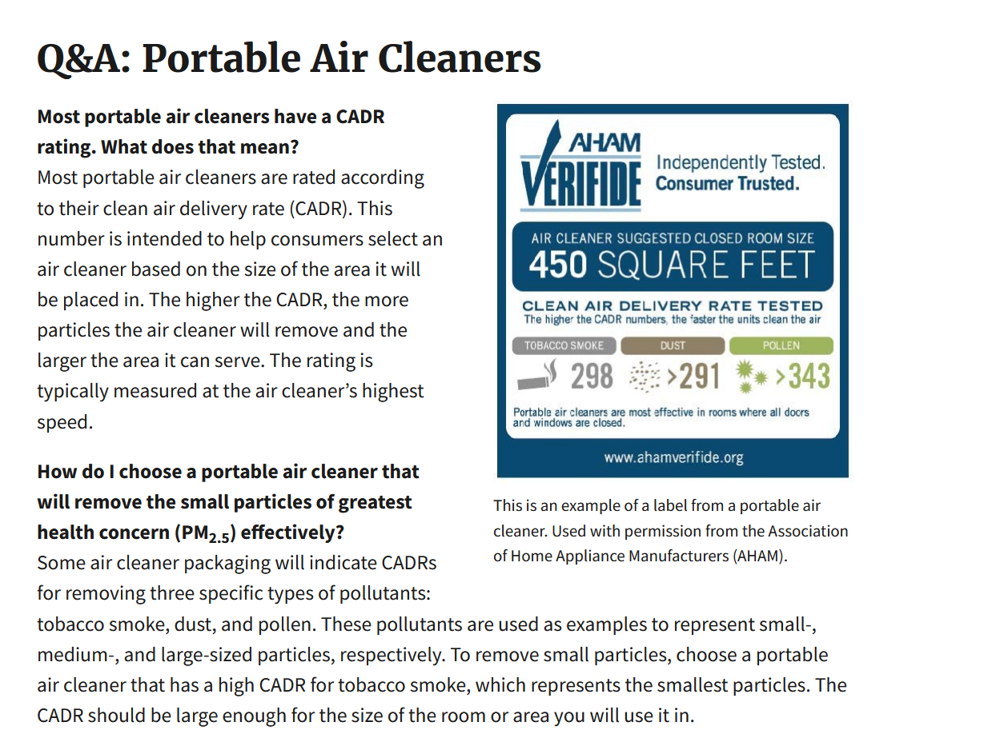 Q&A: Portable Air Cleaners
Most portable air cleaners have a CADR
rating. What does that mean?
Most portable air cleaners are rated according
to their clean air delivery rate (CADR). This
number is intended to help consumers select an
air cleaner based on the size of the area it will
be placed in. The higher the CADR, the more
particles the air cleaner will remove and the
larger the area it can serve. The rating is
typically measured at the air cleaner’s highest
speed.
How do I choose a portable air cleaner that
will remove the small particles of greatest
health concern (PM2.5) effectively?
Some air cleaner packaging will indicate CADRs
for removing three specific types of pollutants:
tobacco smoke, dust, and pollen. These pollutants are used as examples to represent small-,
medium-, and large-sized particles, respectively. To remove small particles, choose a portable
air cleaner that has a high CADR for tobacco smoke, which represents the smallest particles. The
CADR should be large enough for the size of the room or area you will use it in.
AHAM
VERIFIDE
Independently Tested.
Consumer Trusted.
AIR CLEANER SUGGESTED CLOSED ROOM SIZE
450 SQUARE FEET
CLEAN AIR DELIVERY RATE TESTED
The higher the CADR numbers, the faster the units clean the air
TOBACCO SMOKE DUST POLLEN
298 >291 >343
Portable air cleaners are most effective in rooms where all doors
and windows are closed.
www.ahamverifide.org
This is an example of a label from a portable air
cleaner. Used with permission from the Association
of Home Appliance Manufacturers (AHAM).